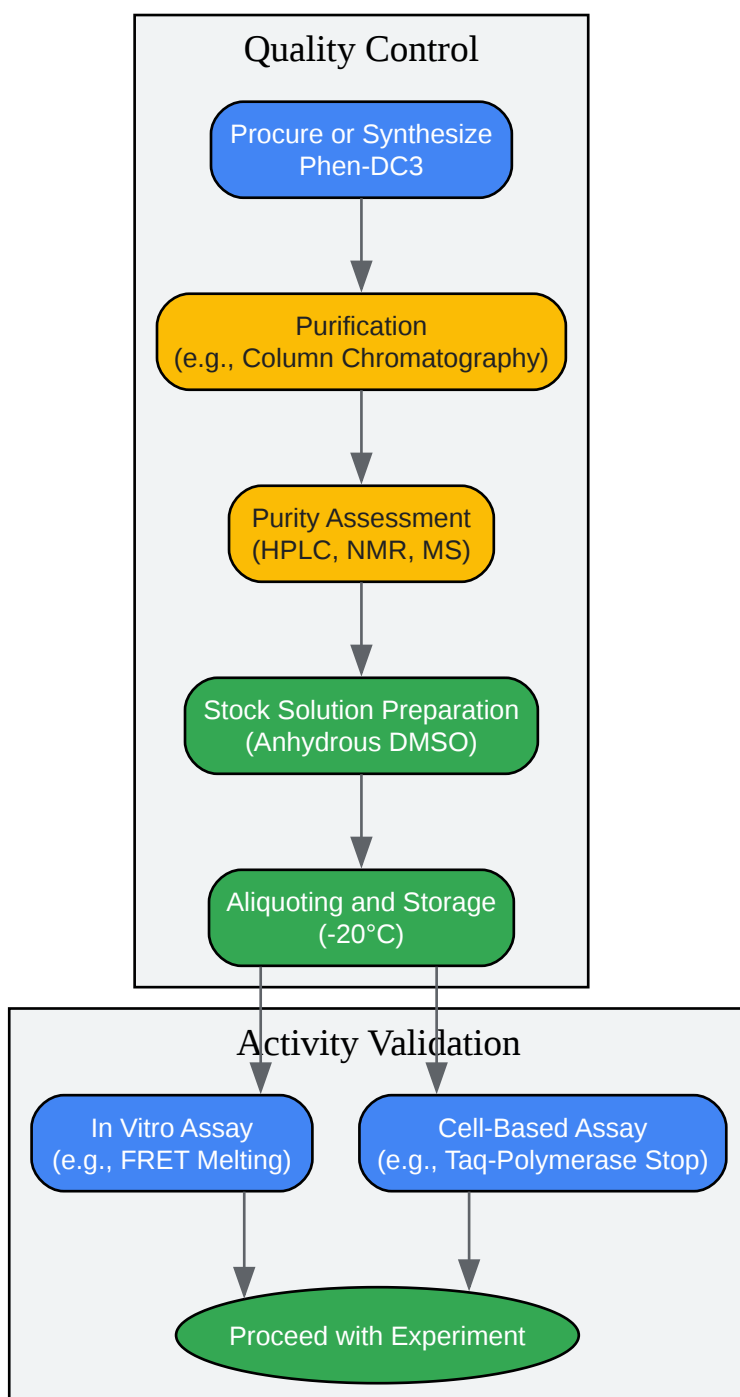 Quality Control
Procure or Synthesize
Phen-DC3
Purification
(e.g., Column Chromatography)
Purity Assessment
(HPLC, NMR, MS)
Stock Solution Preparation
(Anhydrous DMSO)
Aliquoting and Storage
(-20°C)
Activity Validation
In Vitro Assay
(e.g., FRET Melting)
Cell-Based Assay
(e.g., Taq-Polymerase Stop)
Proceed with Experiment